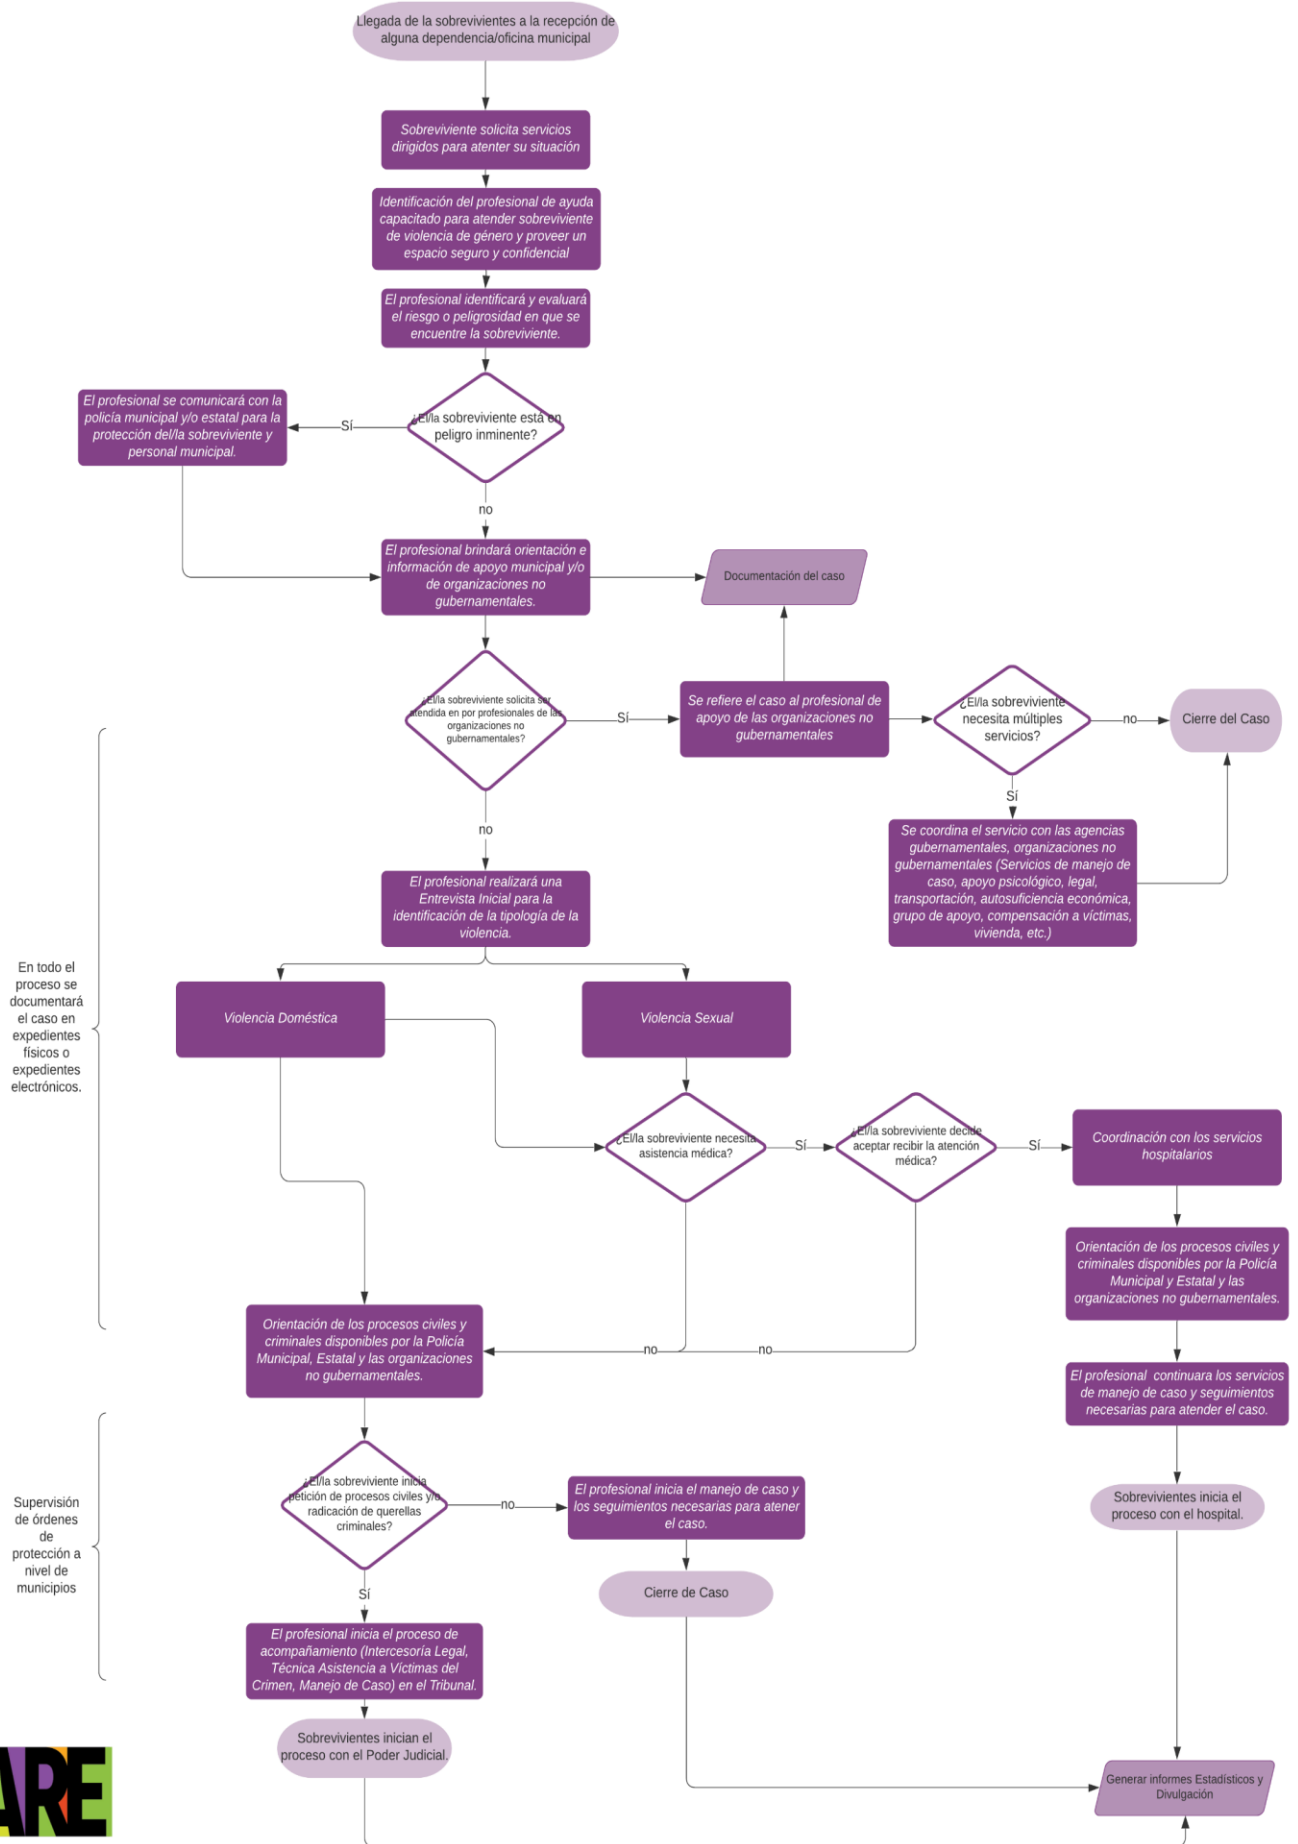 Llegada de la sobrevivientes a la recepción de
alguna dependencia/oficina municipal
Sobreviviente solicita servicios
dirigidos para atenter su situación
Identificación del profesional de ayuda
capacitado para atender sobreviviente
de violencia de género y proveer un
espacio seguro y confidencial
El profesional identificará y evaluará
el riesgo o peligrosidad en que se
encuentre la sobreviviente.
¿El/la sobreviviente está en
peligro inminente?
Sí
El profesional se comunicará con la
policía municipal y/o estatal para la
protección del/la sobreviviente y
personal municipal.
no
El profesional brindará orientación e
información de apoyo municipal y/o
de organizaciones no
gubernamentales.
Documentación del caso
¿El/la sobreviviente solicita ser
atendida en por profesionales de las
organizaciones no
gubernamentales?
Sí
Se refiere el caso al profesional de
apoyo de las organizaciones no
gubernamentales
¿El/la sobreviviente
necesita múltiples
servicios?
no
Cierre del Caso
Sí
Se coordina el servicio con las agencias
gubernamentales, organizaciones no
gubernamentales (Servicios de manejo de
caso, apoyo psicológico, legal,
transportación, autosuficiencia económica,
grupo de apoyo, compensación a víctimas,
vivienda, etc.)
no
El profesional realizará una
Entrevista Inicial para la
identificación de la tipología de la
violencia.
En todo el
proceso se
documentará
el caso en
expedientes
físicos o
expedientes
electrónicos.
Violencia Doméstica
Violencia Sexual
¿El/la sobreviviente necesita
asistencia médica?
Sí
¿El/la sobreviviente decide
aceptar recibir la atención
médica?
Sí
Coordinación con los servicios
hospitalarios
Orientación de los procesos civiles y
criminales disponibles por la Policía
Municipal y Estatal y las
organizaciones no gubernamentales.
El profesional continuara los servicios
de manejo de caso y seguimientos
necesarias para atender el caso.
Sobrevivientes inicia el
proceso con el hospital.
no
no
Orientación de los procesos civiles y
criminales disponibles por la Policía
Municipal, Estatal y las organizaciones
no gubernamentales.
Supervisión
de órdenes
de
protección a
nivel de
municipios
¿El/la sobreviviente inicia
petición de procesos civiles y/o
radicación de querellas
criminales?
no
El profesional inicia el manejo de caso y
los seguimientos necesarias para atener
el caso.
Cierre de Caso
Sí
El profesional inicia el proceso de
acompañamiento (Intercesoría Legal,
Técnica Asistencia a Víctimas del
Crimen, Manejo de Caso) en el Tribunal.
Sobrevivientes inician el
proceso con el Poder Judicial.
Generar informes Estadísticos y
Divulgación
ARE